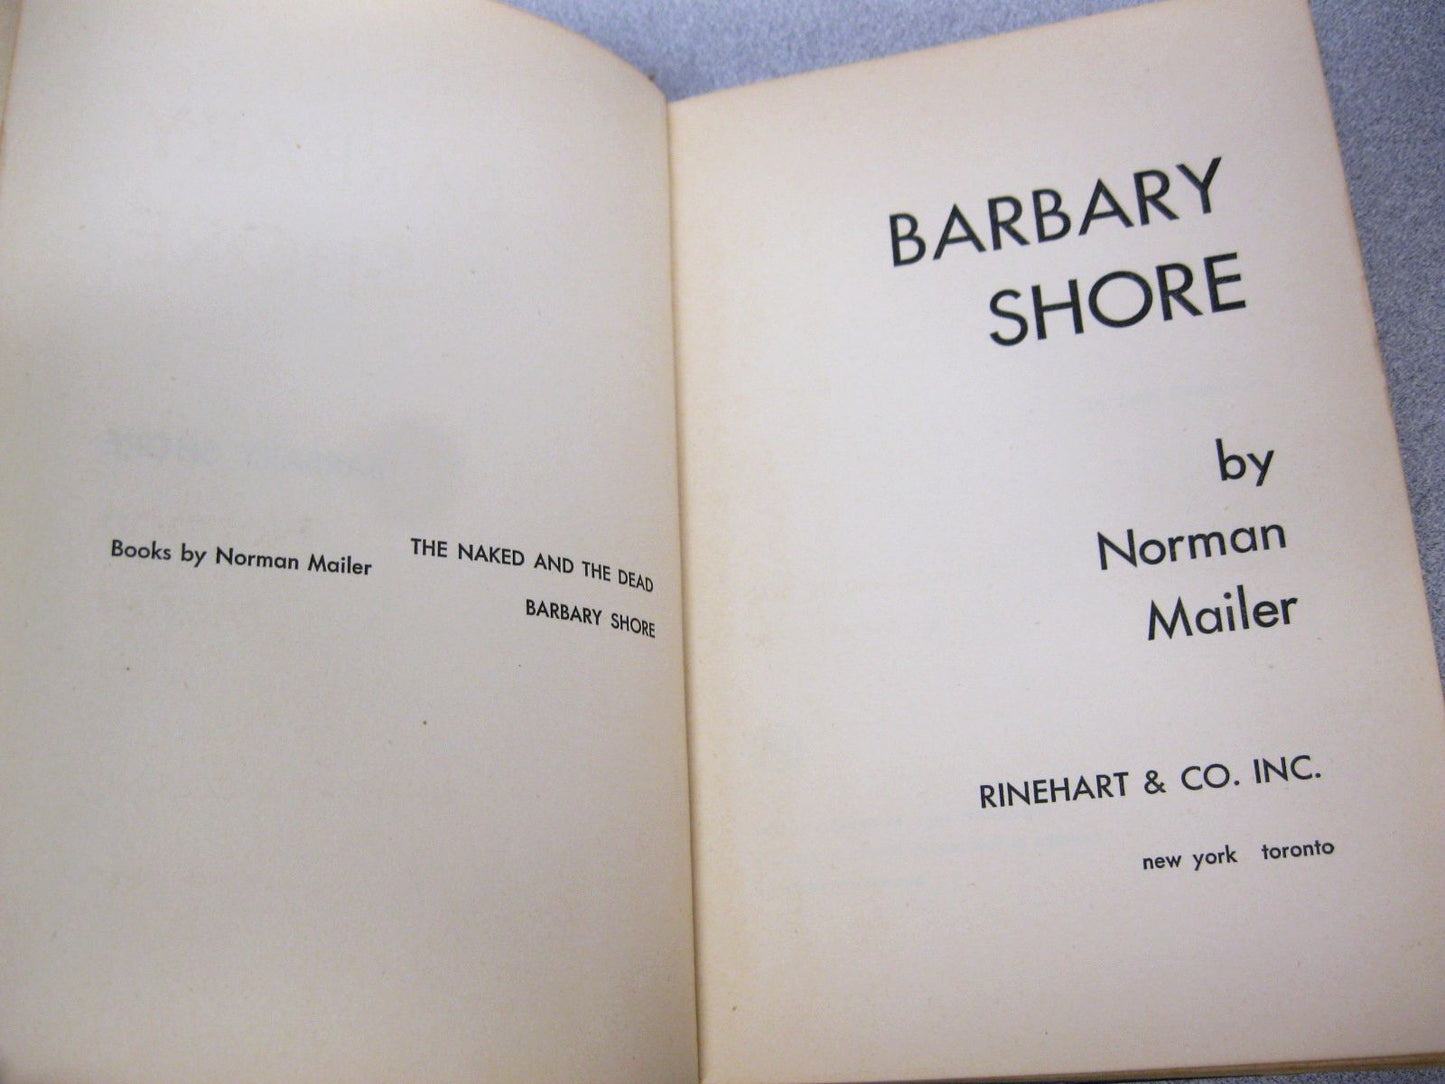 Books by Norman Mailer
THE NAKED AND THE DEAD
BARBARY SHORE
BARBARY
SHORE
by
Norman
Mailer
RINEHART & CO. INC.
new york toronto